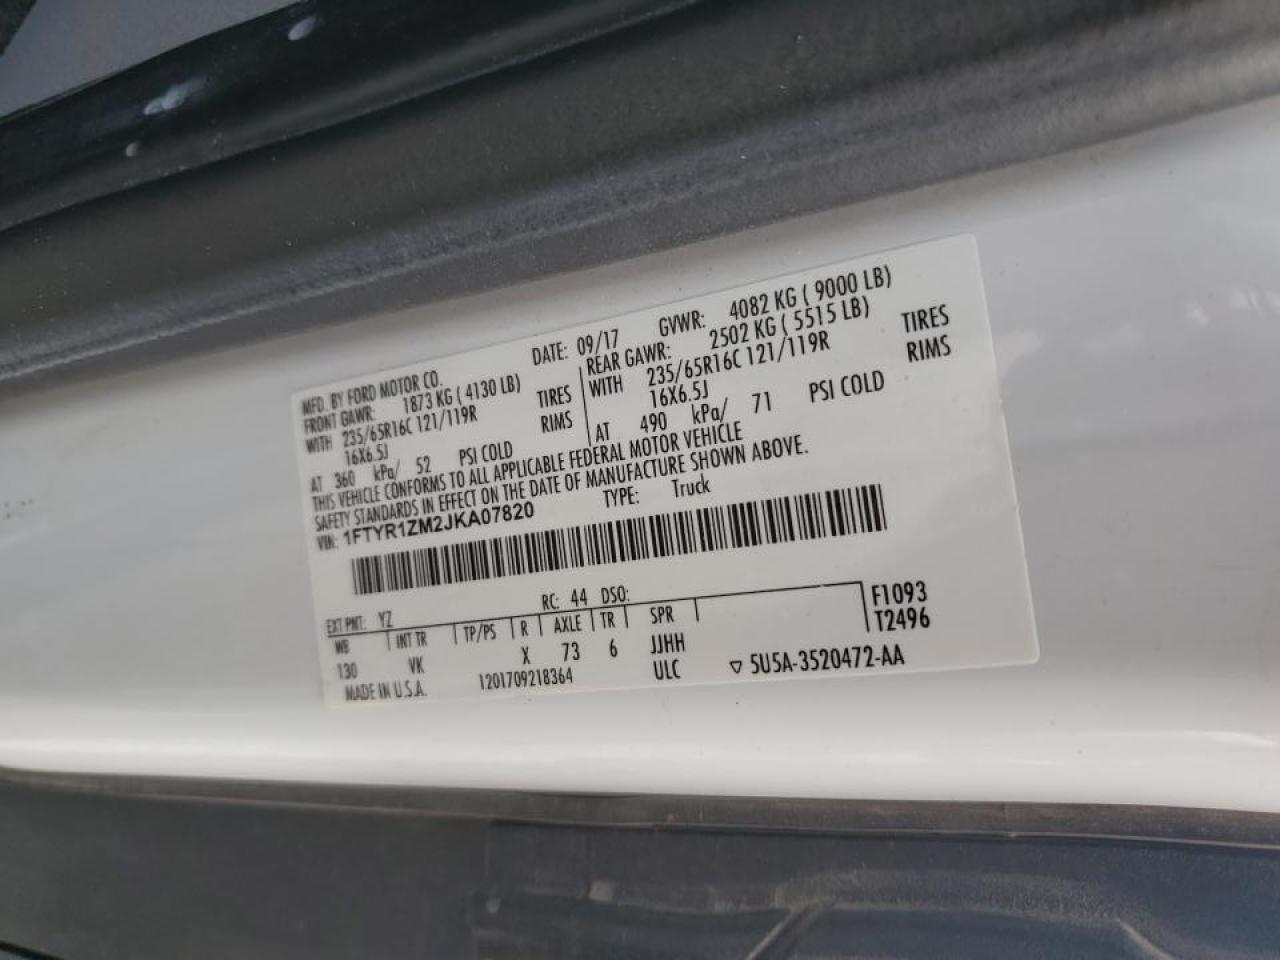 MFD. BY FORD MOTOR CO. DATE: 09/17 GVWR: 4082 KG ( 9000 LB)
FRONT GAWR: 1873 KG ( 4130 LB) REAR GAWR: 2502 KG ( 5515 LB)
WITH 235/65R16C 121/119R TIRES WITH 235/65R16C 121/119R TIRES
16X6.5J RIMS 16X6.5J RIMS
AT 360 kPa/ 52 PSI COLD AT 490 kPa/ 71 PSI COLD
THIS VEHICLE CONFORMS TO ALL APPLICABLE FEDERAL MOTOR VEHICLE
SAFETY STANDARDS IN EFFECT ON THE DATE OF MANUFACTURE SHOWN ABOVE.
VIN: 1FTYR1ZM2JKA07820 TYPE: Truck
EXT PNT: YZ RC: 44 DSO: F1093
WB INT TR TP/PS R AXLE TR SPR T2496
130 VK X 73 6 JJHH
MADE IN U.S.A. 1201709218364 ULC ▽ 5U5A-3520472-AA